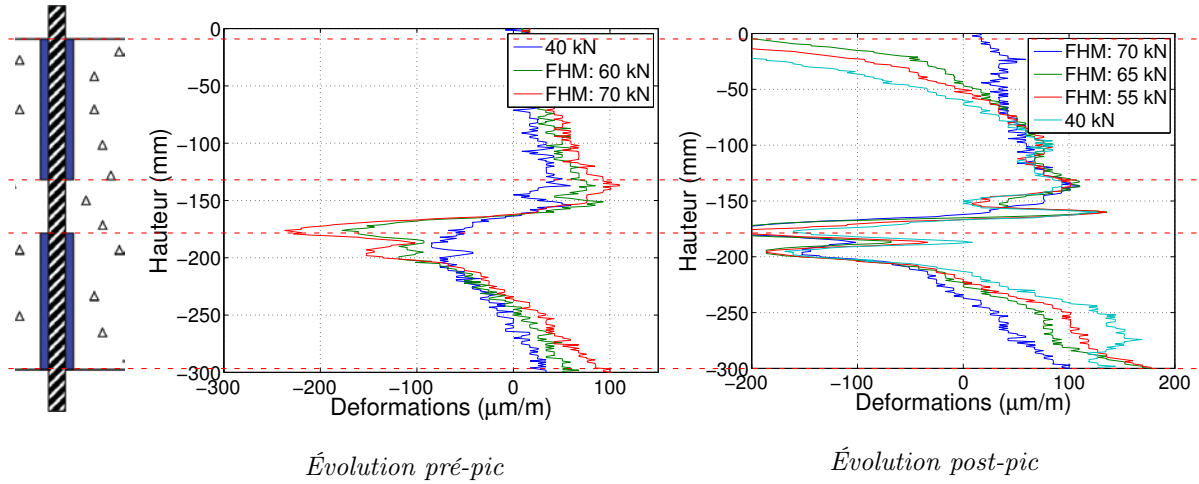 0
−50
−100
−150
−200
−250
−300
Hauteur (mm)
−300
−200
−100
0
100
Deformations (µm/m)
40 kN
FHM: 60 kN
FHM: 70 kN
Évolution pré-pic
0
−50
−100
−150
−200
−250
−300
Hauteur (mm)
−200
−100
0
100
200
Deformations (µm/m)
FHM: 70 kN
FHM: 65 kN
FHM: 55 kN
40 kN
Évolution post-pic